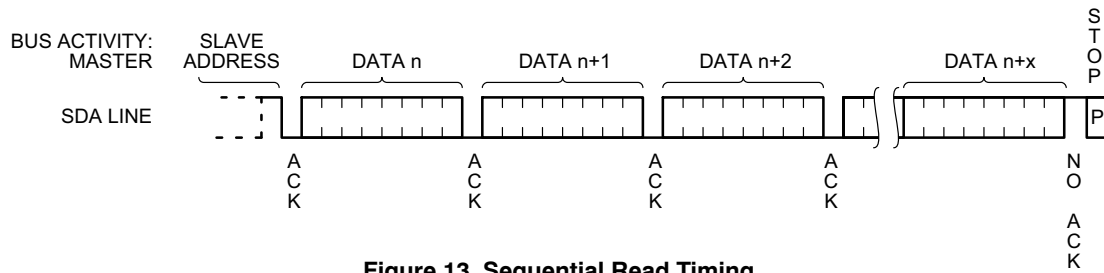 STOP
BUS ACTIVITY: SLAVE
MASTER ADDRESS DATA n DATA n+1 DATA n+2 DATA n+x
SDA LINE P
ACK ACK ACK ACK NO ACK
Figure 13. Sequential Read Timing